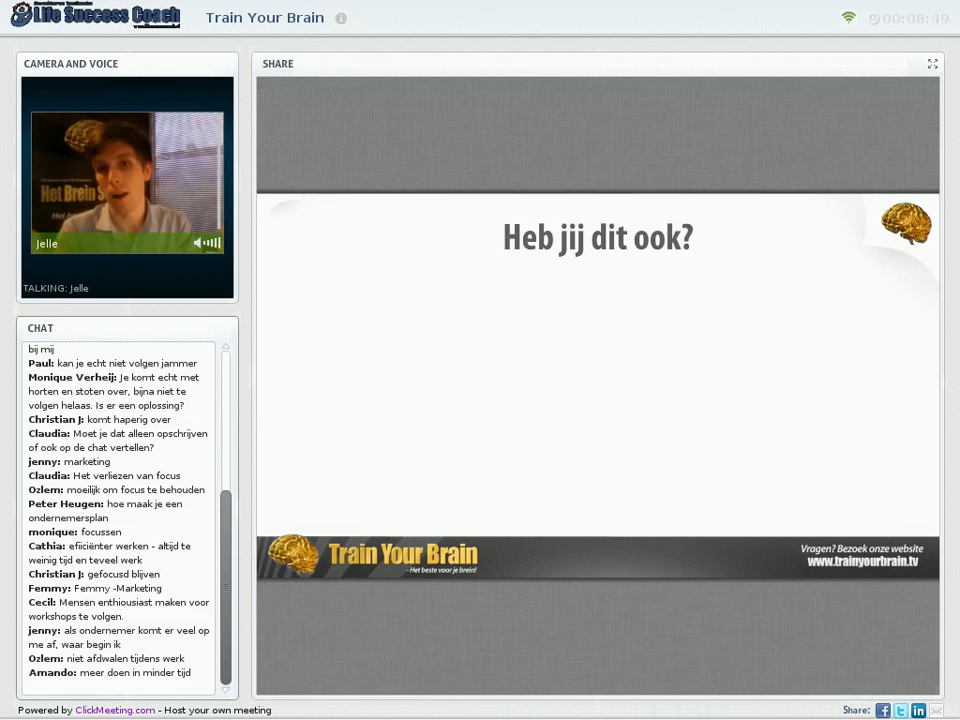 Life Success Coach
Train Your Brain
00:08:49
CAMERA AND VOICE
Het Brein
Jelle
TALKING: Jelle
SHARE
Heb jij dit ook?
Train Your Brain
- Het beste voor je brein!
Vragen? Bezoek onze website
www.trainyourbrain.tv
CHAT
bij mij
Paul: kan je echt niet volgen jammer
Monique Verheij: Je komt echt met
horten en stoten over, bijna niet te
volgen helaas. Is er een oplossing?
Christian J: komt haperig over
Claudia: Moet je dat alleen opschrijven
of ook op de chat vertellen?
jenny: marketing
Claudia: Het verliezen van focus
Ozlem: moeilijk om focus te behouden
Peter Heugen: hoe maak je een
ondernemersplan
monique: focussen
Cathia: efiiciënter werken - altijd te
weinig tijd en teveel werk
Christian J: gefocusd blijven
Femmy: Femmy -Marketing
Cecil: Mensen enthiousiast maken voor
workshops te volgen.
jenny: als ondernemer komt er veel op
me af, waar begin ik
Ozlem: niet afdwalen tijdens werk
Amando: meer doen in minder tijd
Powered by ClickMeeting.com - Host your own meeting
Share: